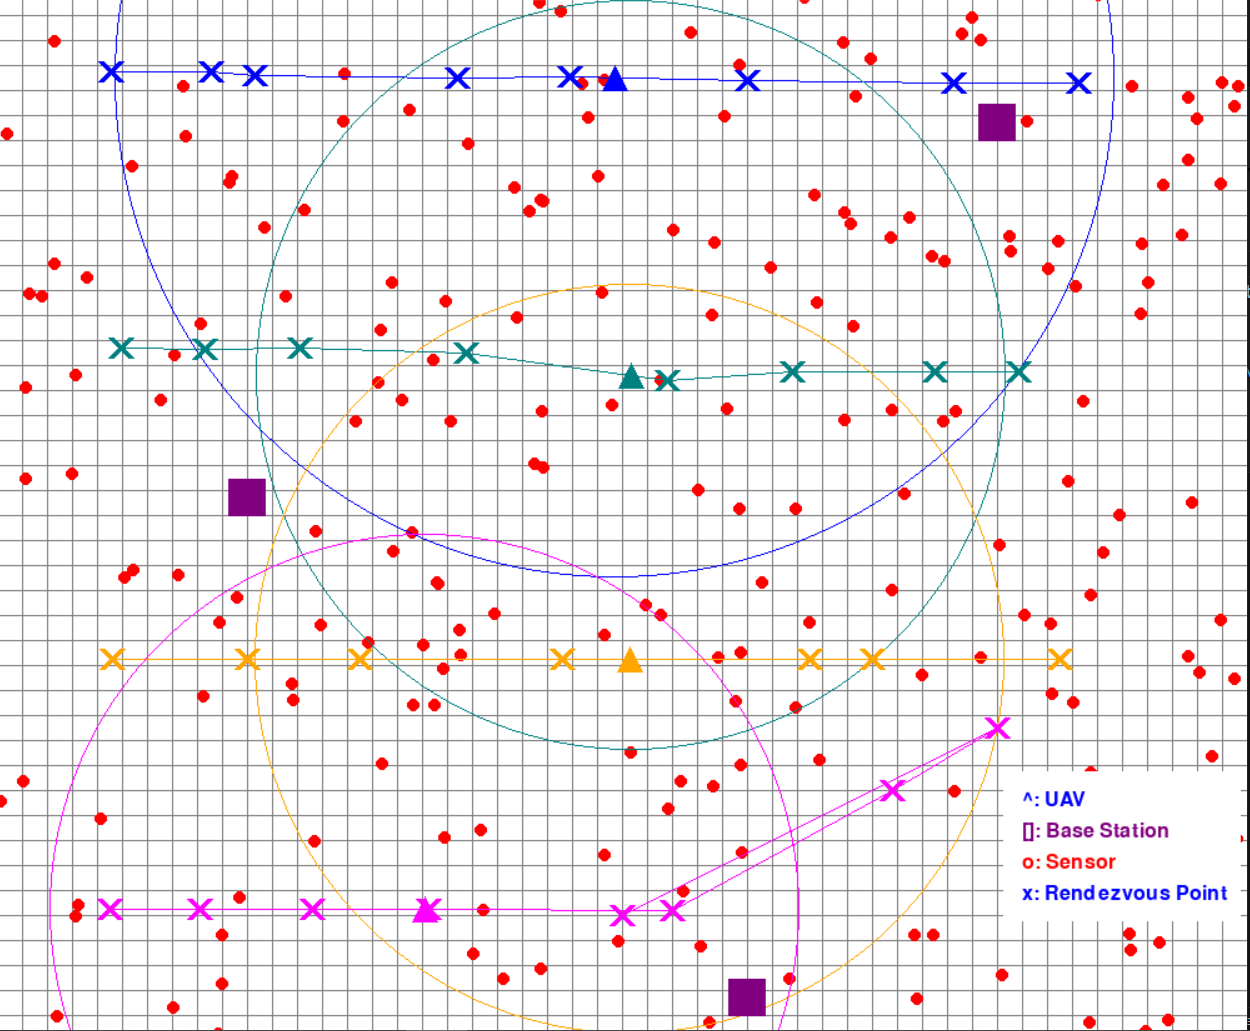 ^: UAV
[]: Base Station
o: Sensor
x: Rendezvous Point